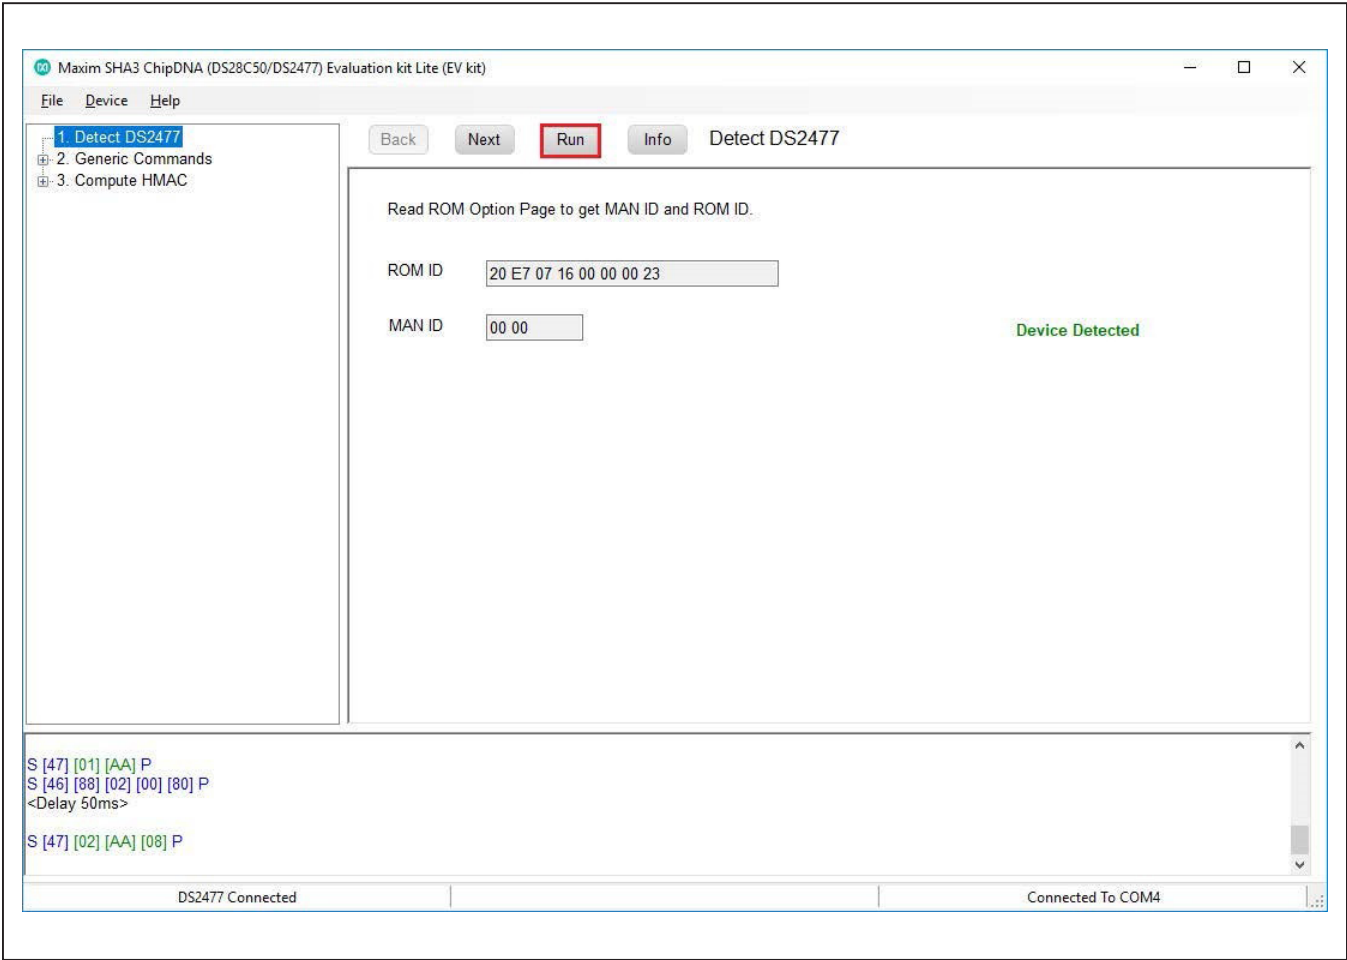 Maxim SHA3 ChipDNA (DS28C50/DS2477) Evaluation kit Lite (EV kit)
File Device Help
1. Detect DS2477
2. Generic Commands
3. Compute HMAC
Back Next Run Info Detect DS2477
Read ROM Option Page to get MAN ID and ROM ID.
ROM ID 20 E7 07 16 00 00 00 23
MAN ID 00 00
Device Detected
S [47] [01] [AA] P
S [46] [88] [02] [00] [80] P
<Delay 50ms>
S [47] [02] [AA] [08] P
DS2477 Connected Connected To COM4